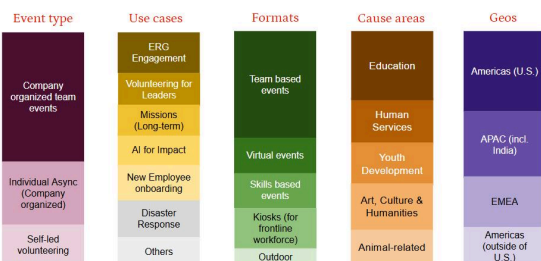 Event type
Use cases
Formats
Cause areas
Geos
Company
organized team
events
Individual Async
(Company
organized)
Self-led
volunteering
ERG
Engagement
Volunteering for
Leaders
Missions
(Long-term)
AI for Impact
New Employee
onboarding
Disaster
Response
Others
Team based
events
Virtual events
Skills based
events
Kiosks (for
frontline
workforce)
Outdoor
Education
Human
Services
Youth
Development
Art, Culture &
Humanities
Animal-related
Americas (U.S.)
APAC (incl.
India)
EMEA
Americas
(outside of
U.S.)